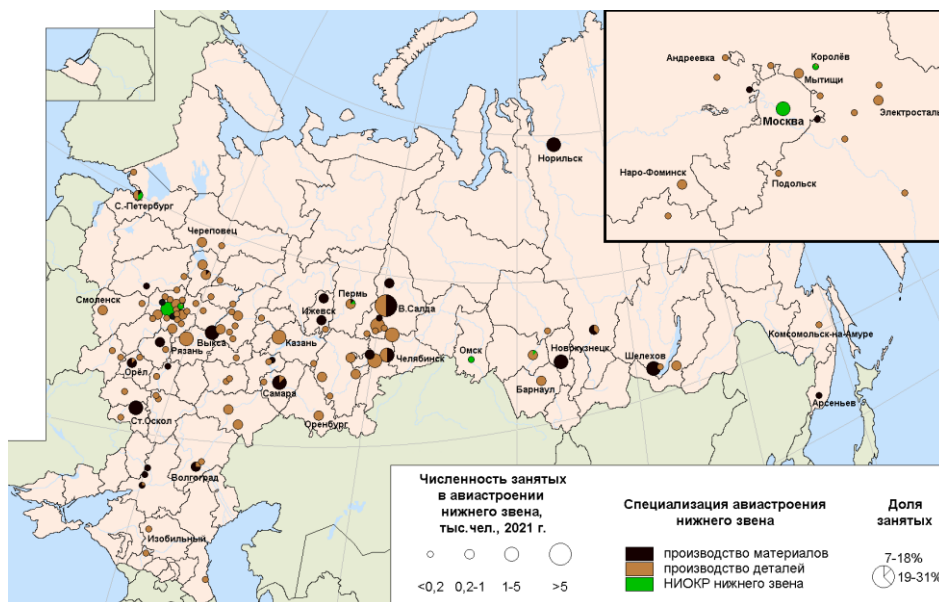 Андреевка
Королёв
Мытищи
Москва
Электросталь
Наро-Фоминск
Подольск
Норильск
С.-Петербург
Череповец
Смоленск
Пермь
В.Салда
Ижевск
Выкса
Казань
Рязань
Челябинск
Омск
Новокузнецк
Шелехов
Комсомольск-на-Амуре
Орёл
Самара
Барнаул
Арсеньев
Ст.Оскол
Оренбург
Волгоград
Изобильный
Численность занятых
в авиастроении
нижнего звена,
тыс.чел., 2021 г.
<0,2 0,2-1 1-5 >5
Специализация авиастроения
нижнего звена
производство материалов
производство деталей
НИОКР нижнего звена
Доля
занятых
7-18%
19-31%